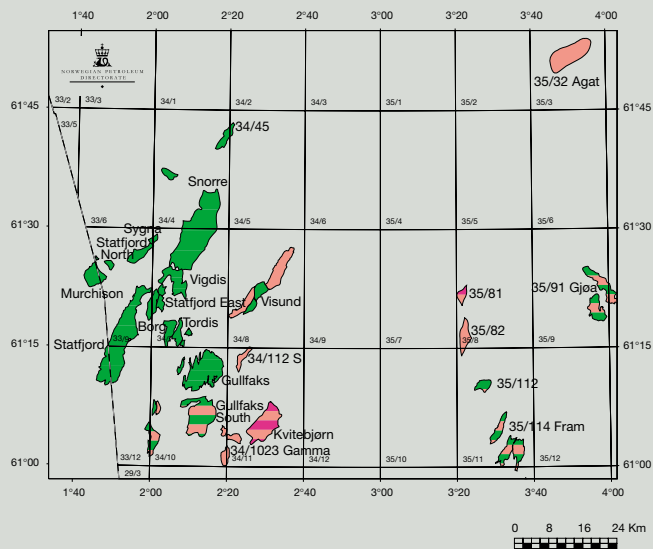 1°40' 2°00' 2°20' 3°00' 3°20' 3°40' 4°00'
NORWEGIAN PETROLEUM
DIRECTORATE
35/32 Agat
61°45' 33/2 33/3 34/1 34/2 34/3 35/1 35/2 35/3 61°45'
33/5
34/45
Snorre
61°30' 33/6 34/4 34/5 34/6 35/4 35/5 35/6 61°30'
Sygna
Statfjord
North
Murchison
Vigdis
Statfjord East
Visund
35/81
35/91 Gjøa
Borg
Tordis
35/82
61°15' Statfjord 33/9 34/8 34/9 35/7 35/8 35/9 61°15'
34/112 S
Gullfaks
35/112
Gullfaks
South
Kvitebjørn
35/114 Fram
34/1023 Gamma
61°00' 33/12 34/10 34/11 34/12 35/10 35/11 35/12 61°00'
29/3
1°40' 2°00' 2°20' 2°40' 3°00' 3°20' 3°40' 4°00'
0 8 16 24 Km